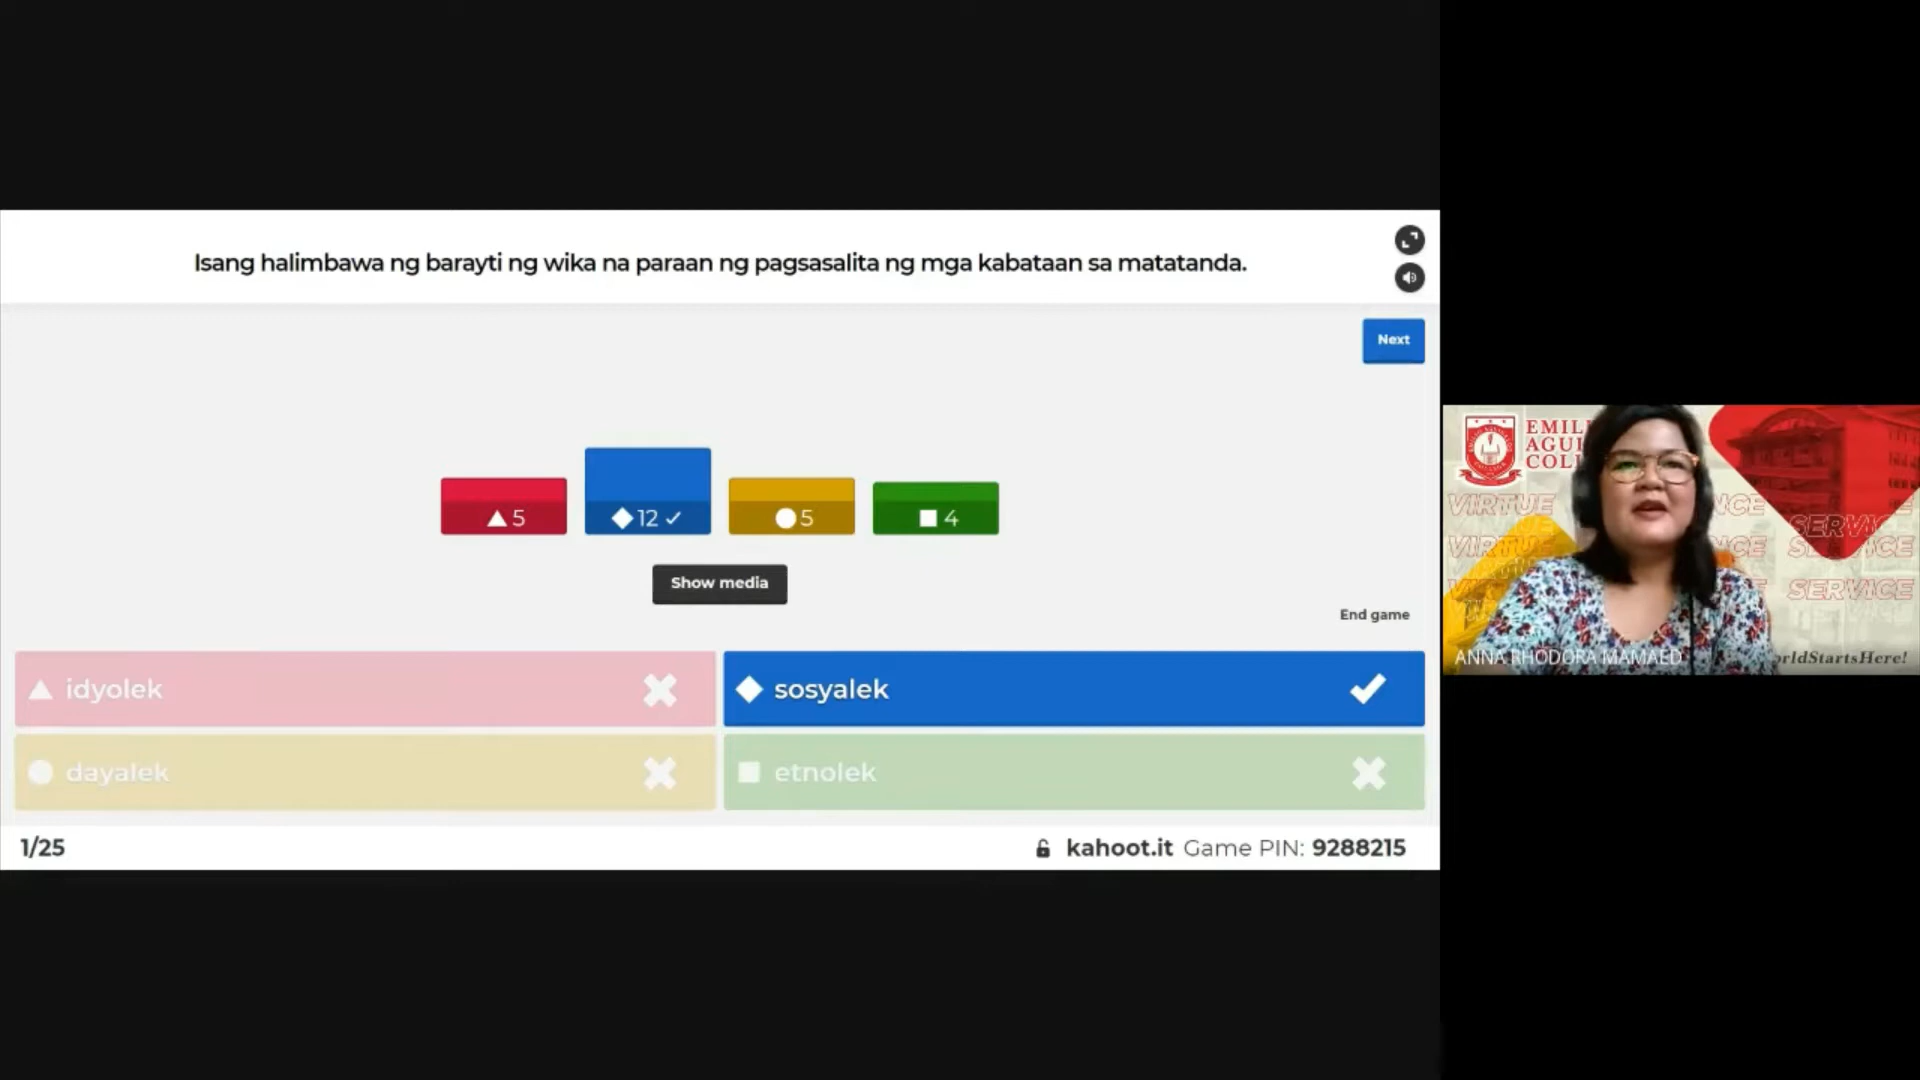 Isang halimbawa ng barayti ng wika na paraan ng pagsasalita ng mga kabataan sa matatanda.
Next
5
12
5
4
Show media
End game
idyolek
sosyalek
dayalek
etnolek
1/25
kahoot.it Game PIN: 9288215
VIRTUE
SERVICE
SERVICE
SERVICE
ANNA RHODORA MAMAED